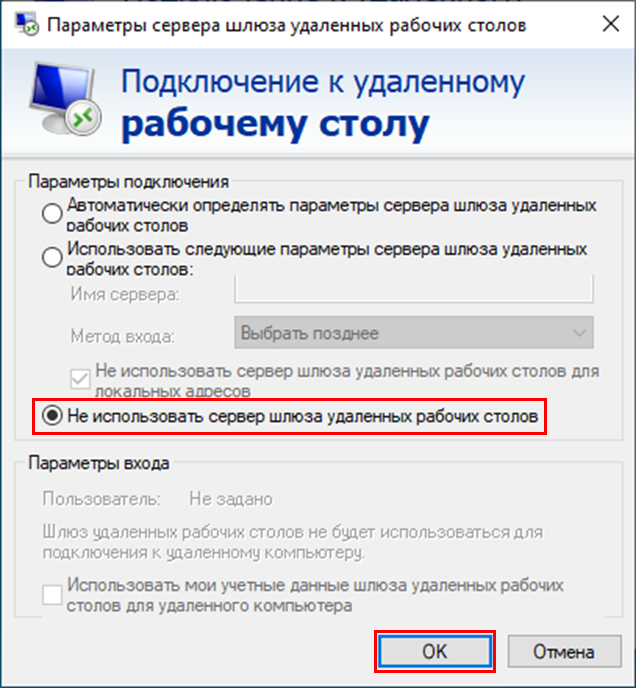 Параметры сервера шлюза удаленных рабочих столов
Подключение к удаленному
рабочему столу
Параметры подключения
Автоматически определять параметры сервера шлюза удаленных
рабочих столов
Использовать следующие параметры сервера шлюза удаленных
рабочих столов:
Имя сервера:
Метод входа: Выбрать позднее
Не использовать сервер шлюза удаленных рабочих столов для
локальных адресов
Не использовать сервер шлюза удаленных рабочих столов
Параметры входа
Пользователь: Не задано
Шлюз удаленных рабочих столов не будет использоваться для
подключения к удаленному компьютеру.
Использовать мои учетные данные шлюза удаленных рабочих
столов для удаленного компьютера
ОК Отмена